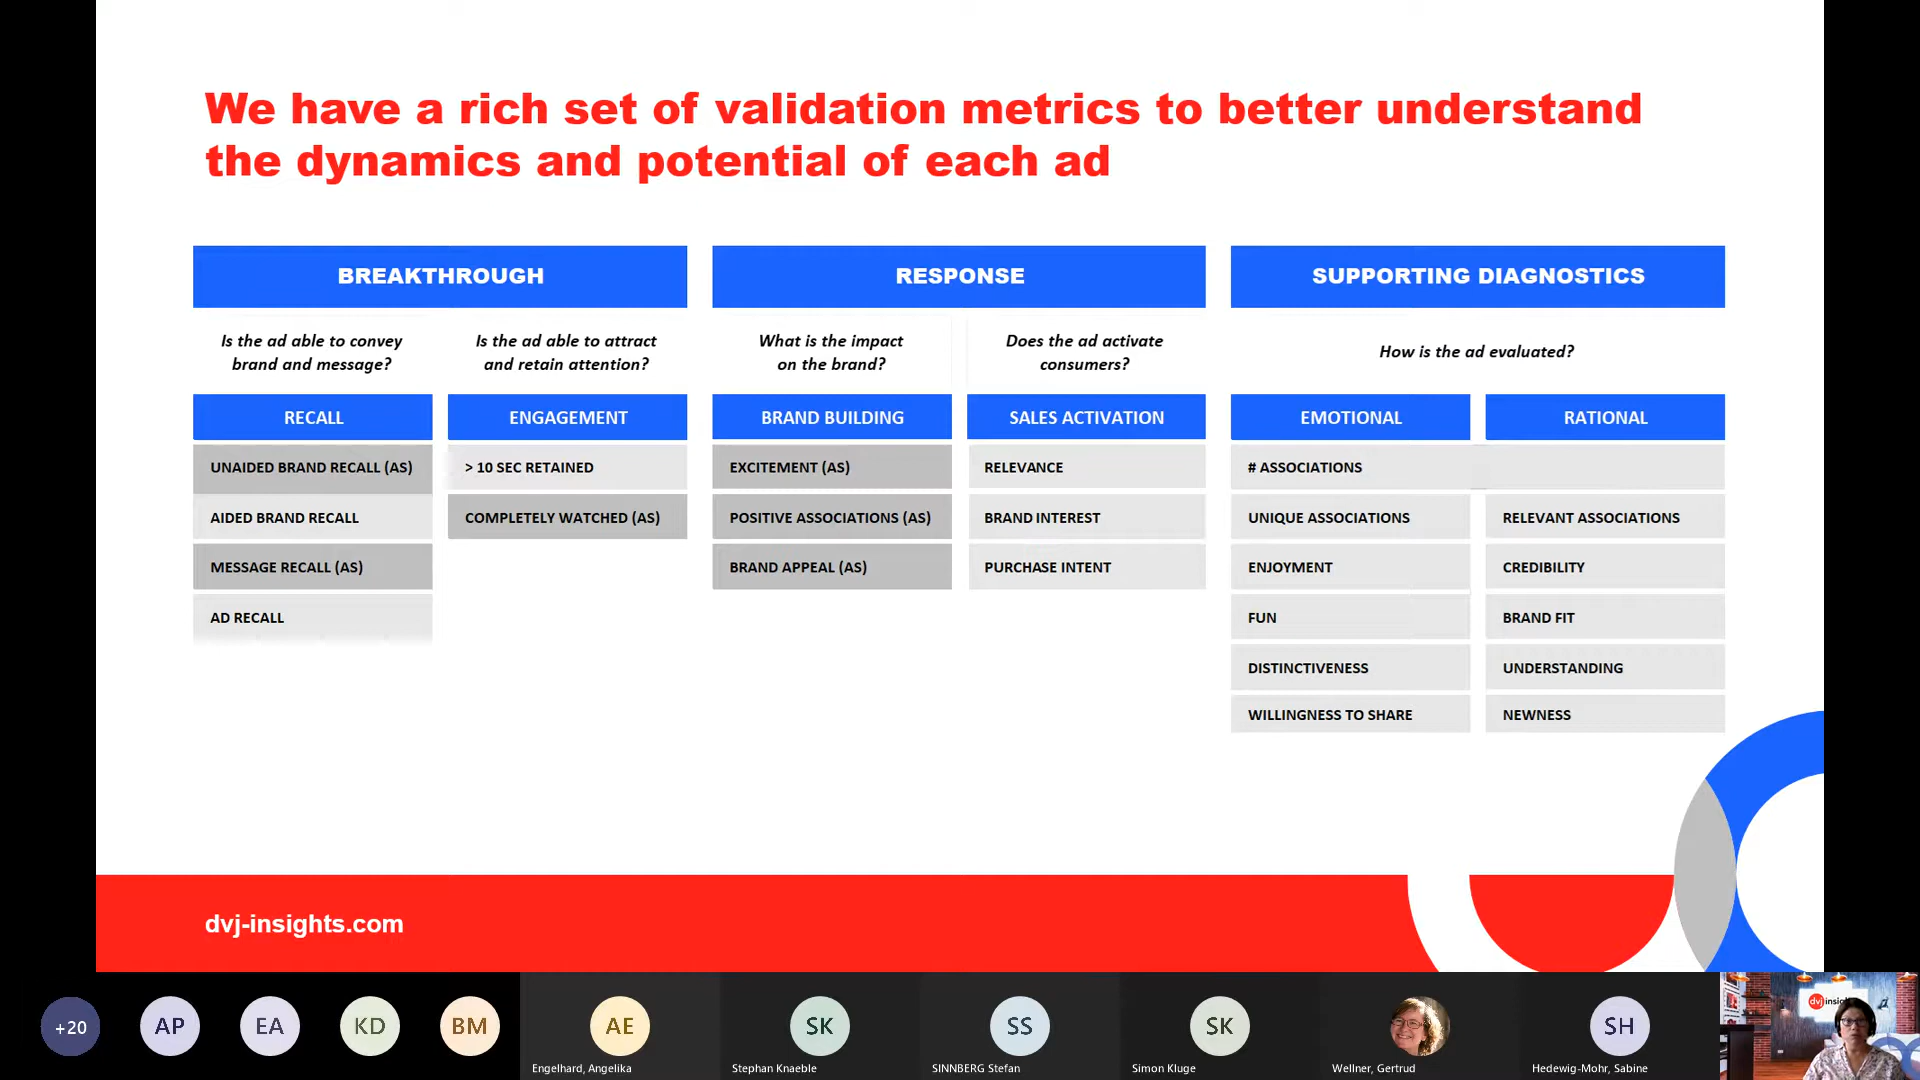 We have a rich set of validation metrics to better understand
the dynamics and potential of each ad
BREAKTHROUGH
RESPONSE
SUPPORTING DIAGNOSTICS
Is the ad able to convey
brand and message?
Is the ad able to attract
and retain attention?
What is the impact
on the brand?
Does the ad activate
consumers?
How is the ad evaluated?
RECALL
UNAIDED BRAND RECALL (AS)
AIDED BRAND RECALL
MESSAGE RECALL (AS)
AD RECALL
ENGAGEMENT
> 10 SEC RETAINED
COMPLETELY WATCHED (AS)
BRAND BUILDING
EXCITEMENT (AS)
POSITIVE ASSOCIATIONS (AS)
BRAND APPEAL (AS)
SALES ACTIVATION
RELEVANCE
BRAND INTEREST
PURCHASE INTENT
EMOTIONAL
RATIONAL
# ASSOCIATIONS
UNIQUE ASSOCIATIONS
ENJOYMENT
FUN
DISTINCTIVENESS
WILLINGNESS TO SHARE
RELEVANT ASSOCIATIONS
CREDIBILITY
BRAND FIT
UNDERSTANDING
NEWNESS
dvj-insights.com
+20
AP
EA
KD
BM
AE
Engelhard, Angelika
SK
Stephan Knaeble
SS
SINNBERG Stefan
SK
Simon Kluge
Wellner, Gertrud
SH
Hedewig-Mohr, Sabine